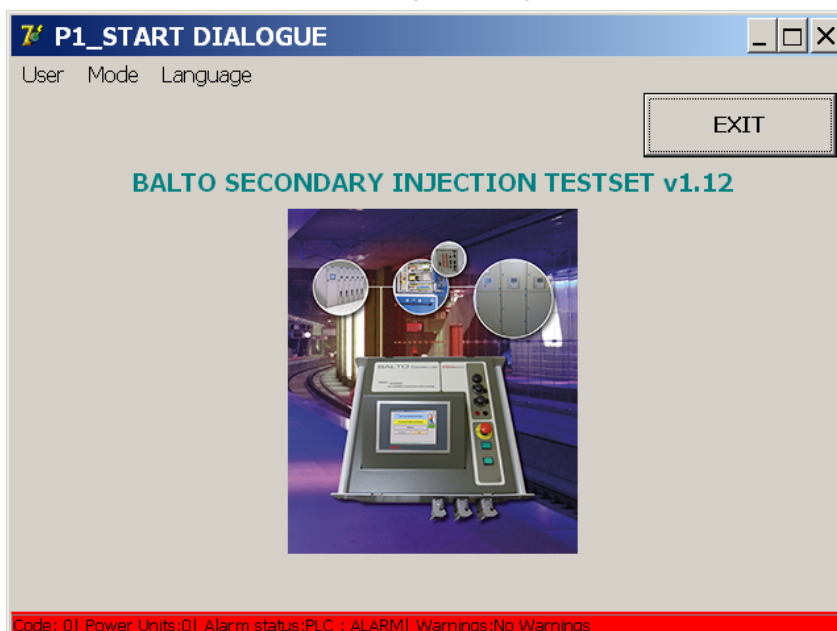 P1_START DIALOGUE
User Mode Language
EXIT
BALTO SECONDARY INJECTION TESTSET v1.12
BALTO
Code: 0| Power Units:0| Alarm status:PLC : ALARM| Warnings:No Warnings